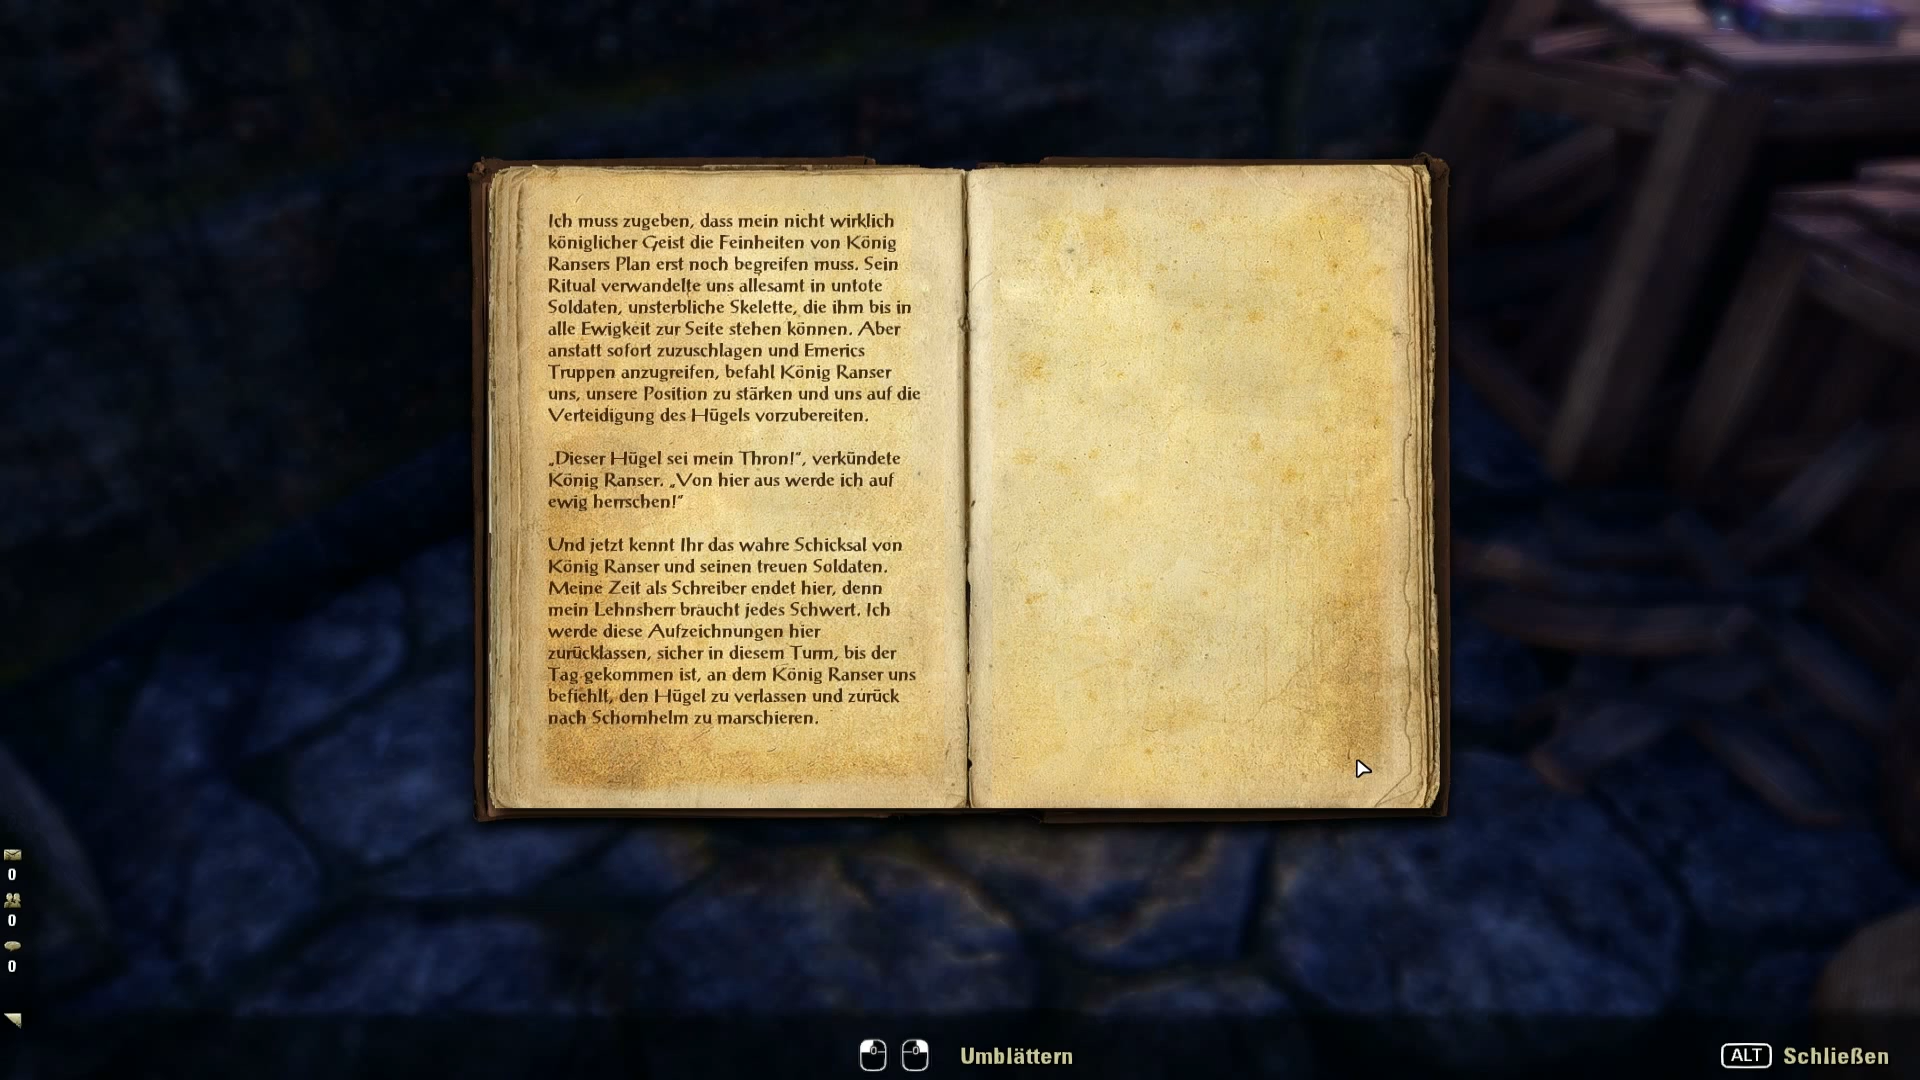 Ich muss zugeben, dass mein nicht wirklich
königlicher Geist die Feinheiten von König
Ransers Plan erst noch begreifen muss. Sein
Ritual verwandelte uns allesamt in untote
Soldaten, unsterbliche Skelette, die ihm bis in
alle Ewigkeit zur Seite stehen können. Aber
anstatt sofort zuzuschlagen und Emerics
Truppen anzugreifen, befahl König Ranser
uns, unsere Position zu stärken und uns auf die
Verteidigung des Hügels vorzubereiten.
„Dieser Hügel sei mein Thron!“, verkündete
König Ranser. „Von hier aus werde ich auf
ewig herrschen!“
Und jetzt kennt Ihr das wahre Schicksal von
König Ranser und seinen treuen Soldaten.
Meine Zeit als Schreiber endet hier, denn
mein Lehnsherr braucht jedes Schwert. Ich
werde diese Aufzeichnungen hier
zurücklassen, sicher in diesem Turm, bis der
Tag gekommen ist, an dem König Ranser uns
befiehlt, den Hügel zu verlassen und zurück
nach Schornhelm zu marschieren.
0
0
0
Umblättern
ALT Schließen